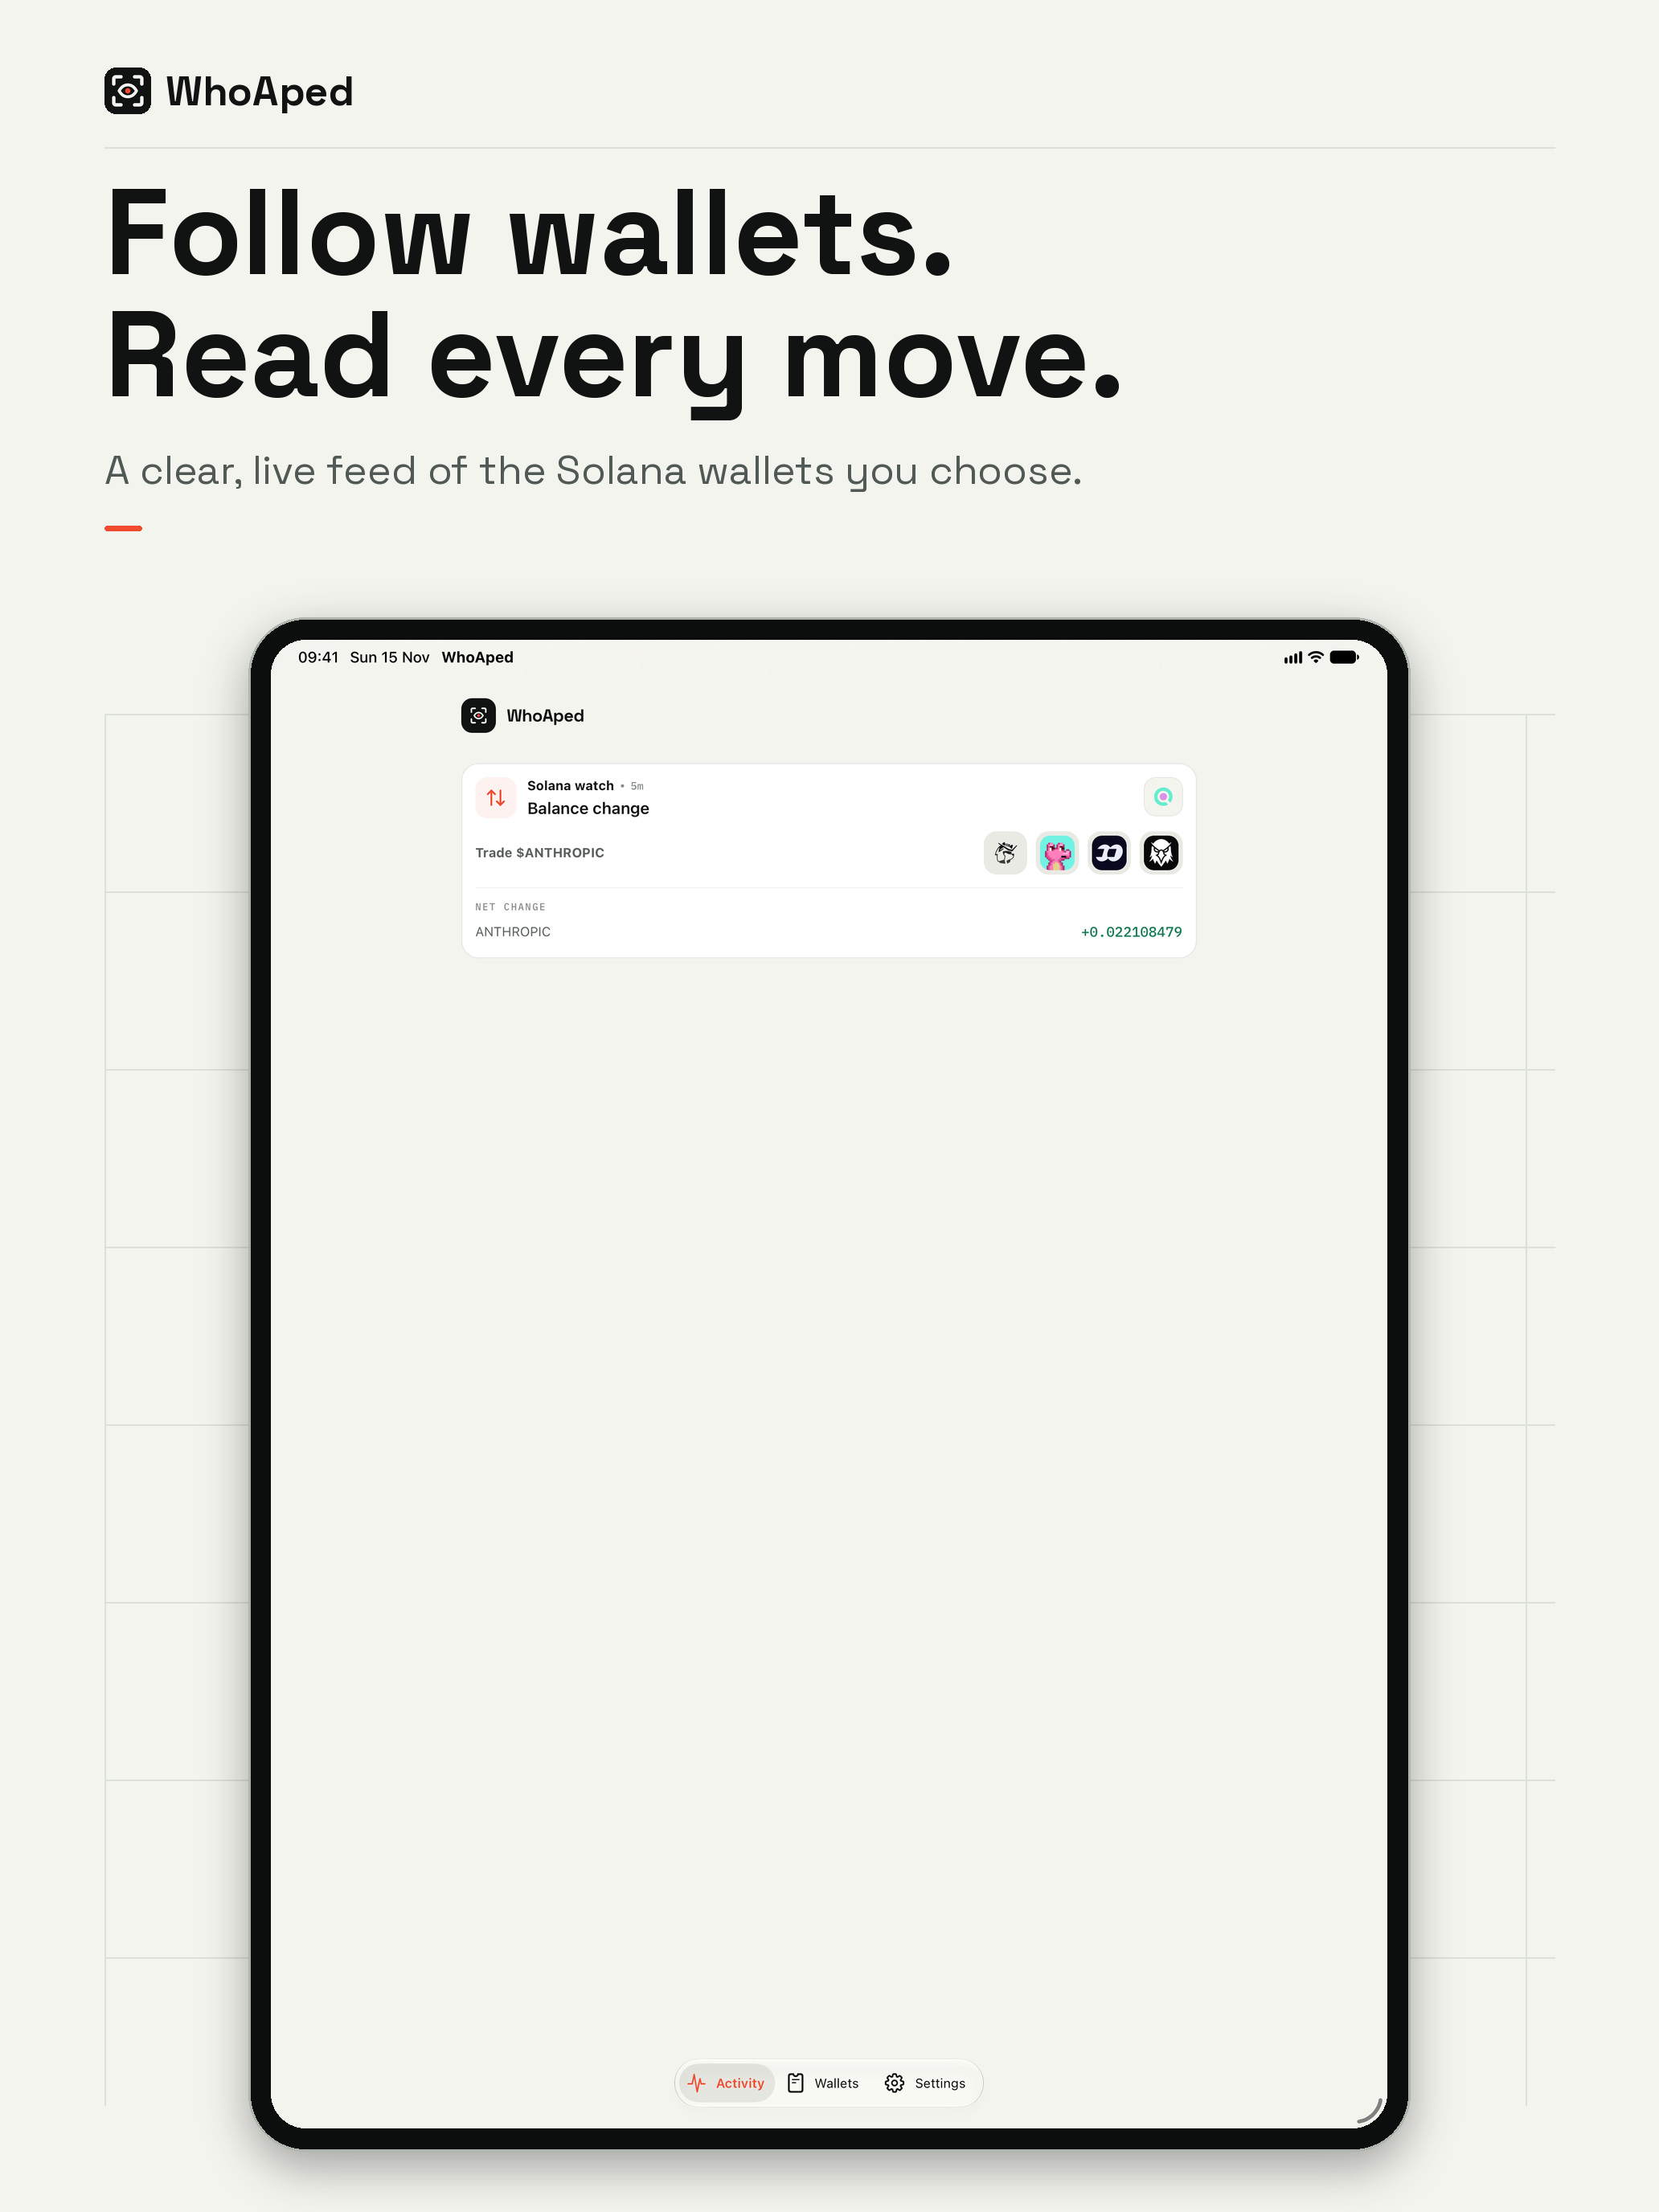 WhoAped
Follow wallets.
Read every move.
A clear, live feed of the Solana wallets you choose.
09:41 Sun 15 Nov WhoAped
WhoAped
Solana watch • 5m
Balance change
Trade $ANTHROPIC
NET CHANGE
ANTHROPIC +0.022108479
Activity Wallets Settings